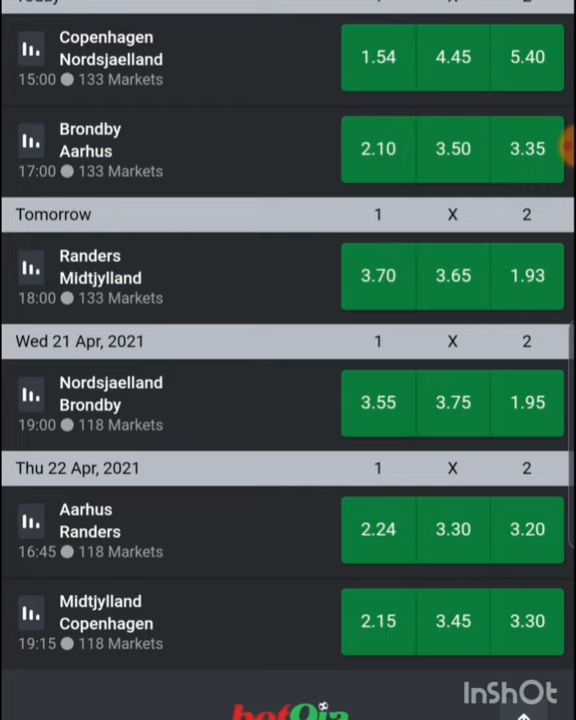 Today 1 X 2
Copenhagen
Nordsjaelland
15:00 133 Markets
1.54 4.45 5.40
Brondby
Aarhus
17:00 133 Markets
2.10 3.50 3.35
Tomorrow 1 X 2
Randers
Midtjylland
18:00 133 Markets
3.70 3.65 1.93
Wed 21 Apr, 2021 1 X 2
Nordsjaelland
Brondby
19:00 118 Markets
3.55 3.75 1.95
Thu 22 Apr, 2021 1 X 2
Aarhus
Randers
16:45 118 Markets
2.24 3.30 3.20
Midtjylland
Copenhagen
19:15 118 Markets
2.15 3.45 3.30
InShOt
bet9ja